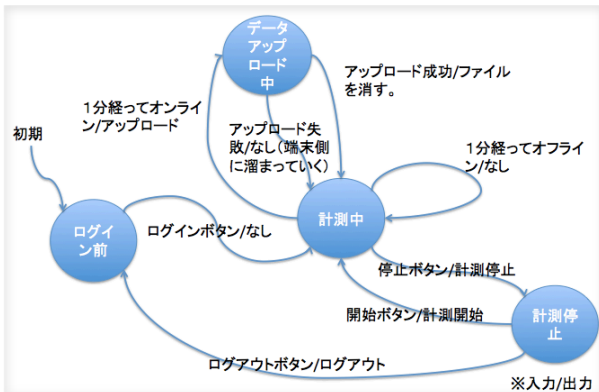 データ
アップ
ロード
中
アップロード成功/ファイル
を消す。
1分経ってオンライ
ン/アップロード
アップロード失
敗/なし(端末側
に溜まっていく)
初期
1分経ってオフライ
ン/なし
ログイ
ン前
ログインボタン/なし
計測中
停止ボタン/計測停止
開始ボタン/計測開始
計測停
止
ログアウトボタン/ログアウト
※入力/出力